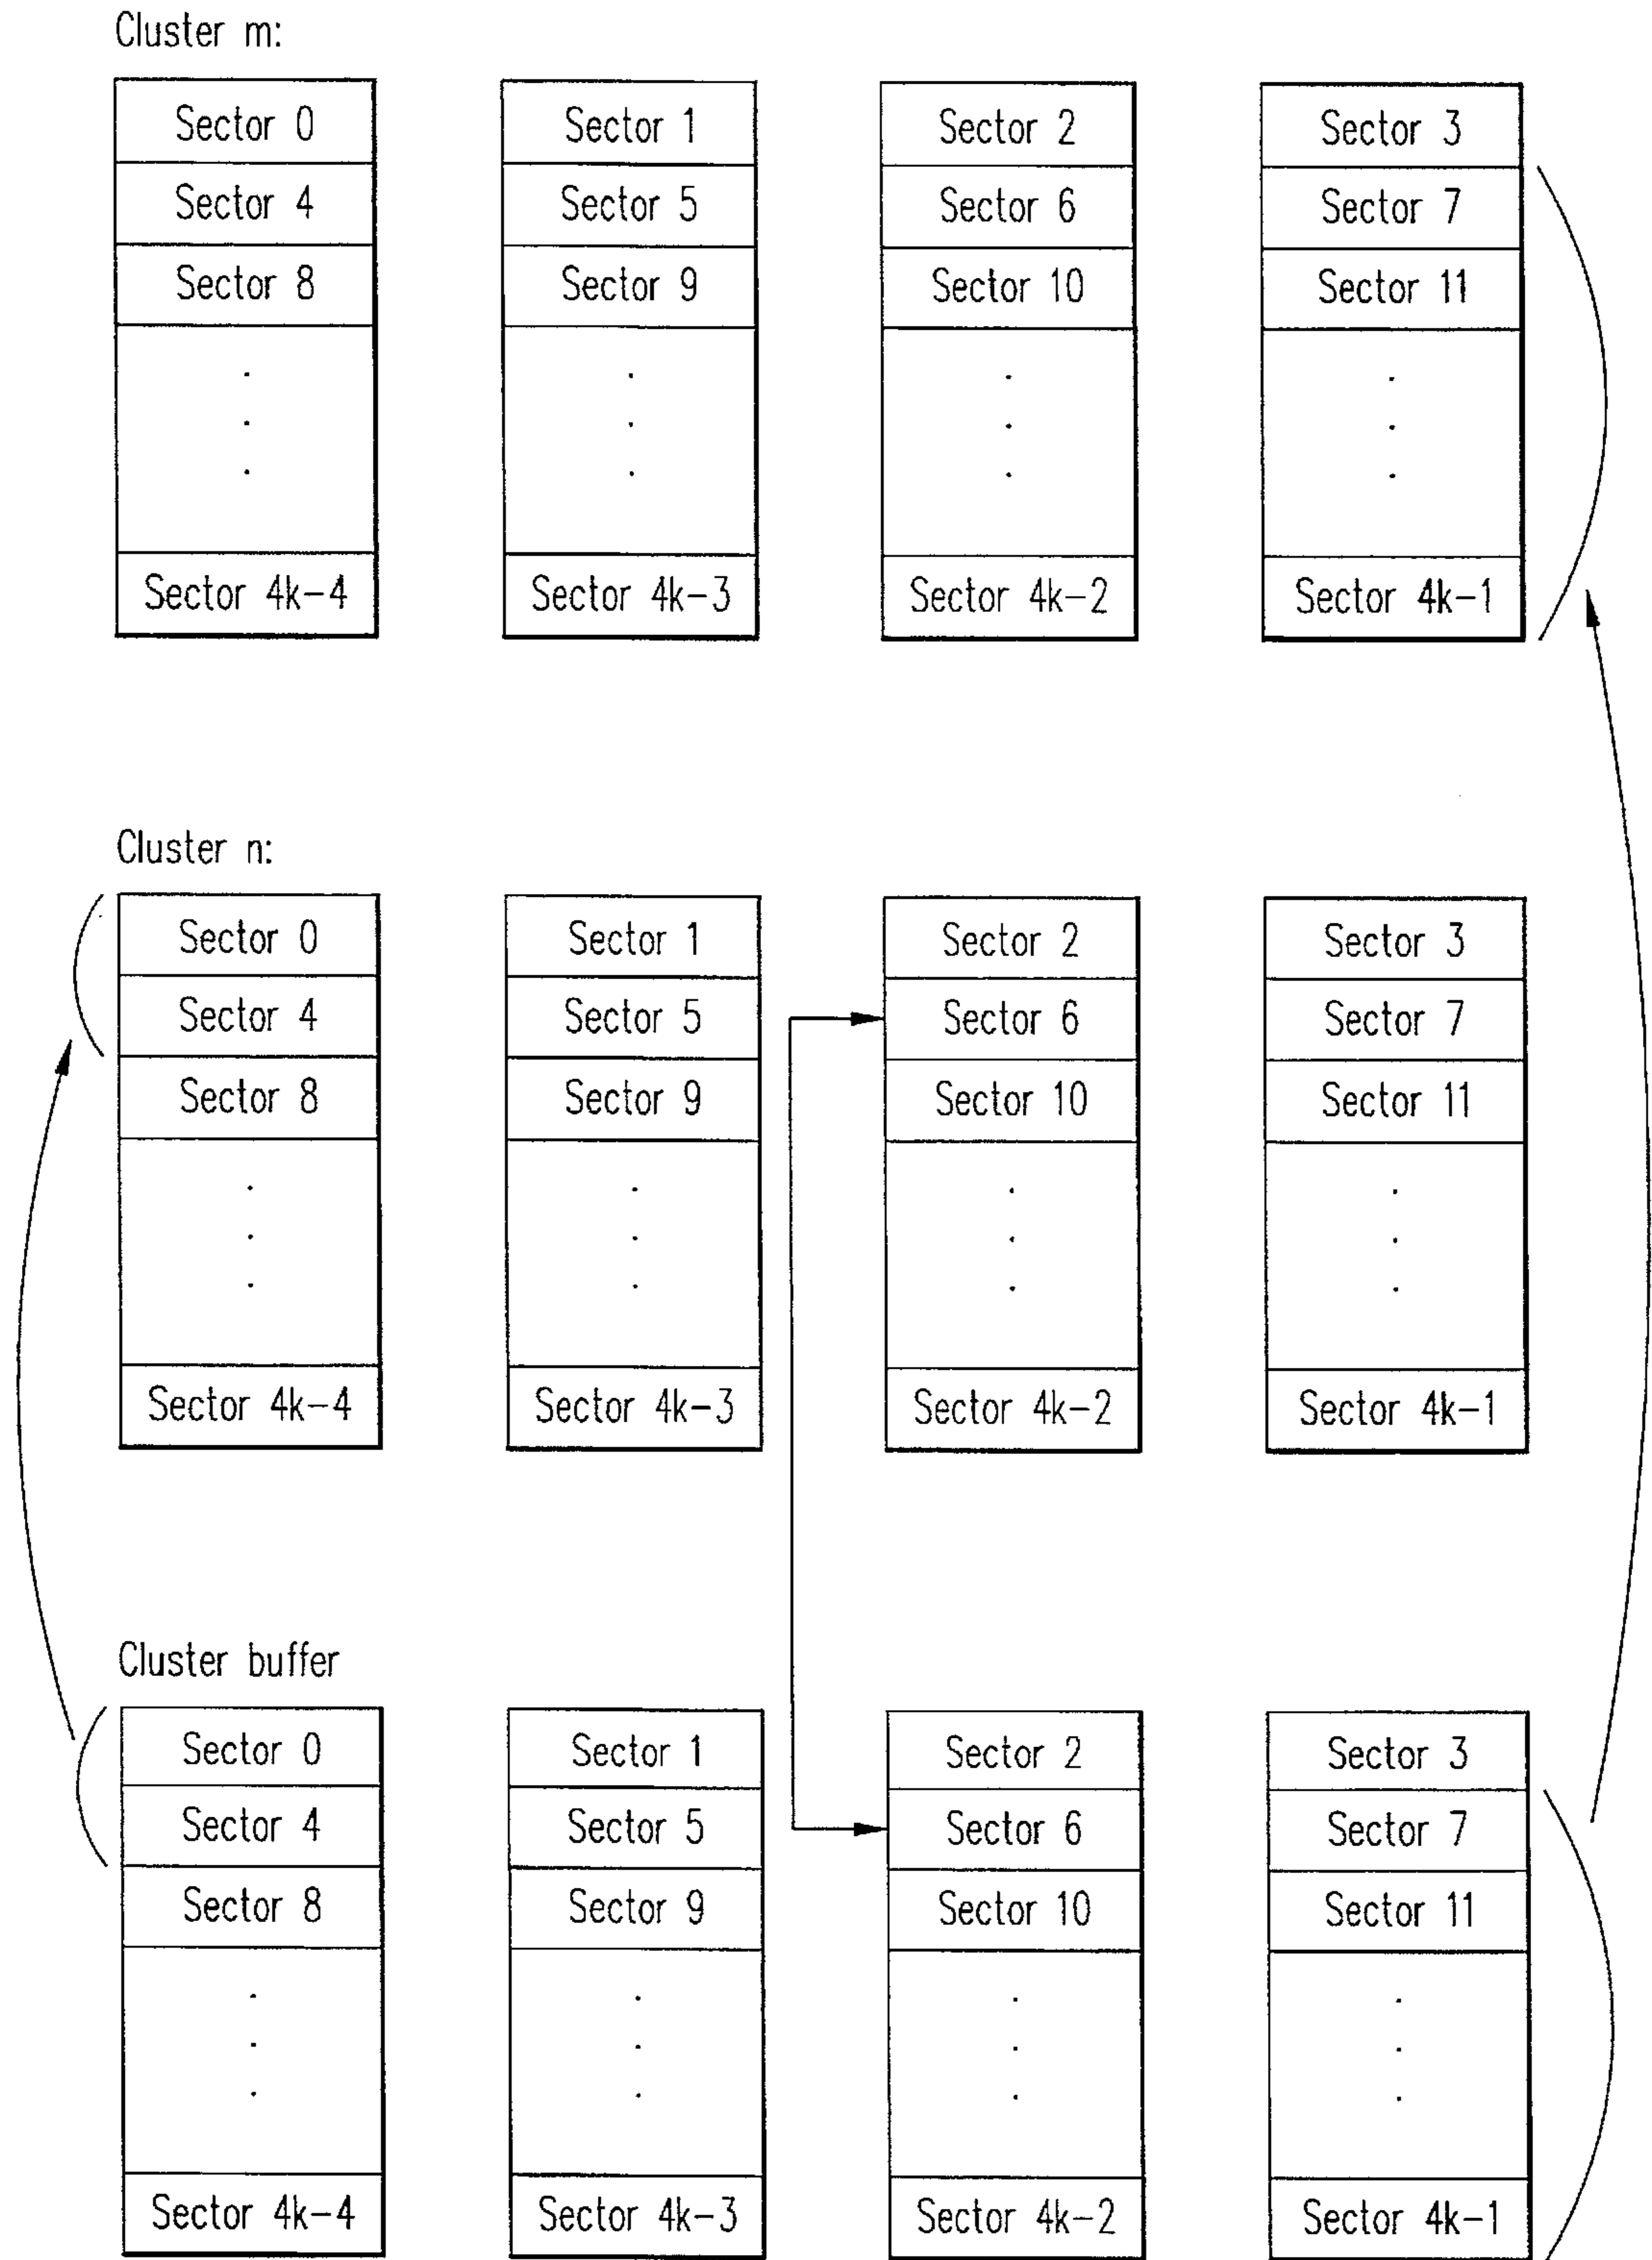 Cluster m:
Sector 0 Sector 1 Sector 2 Sector 3
Sector 4 Sector 5 Sector 6 Sector 7
Sector 8 Sector 9 Sector 10 Sector 11
Sector 4k-4 Sector 4k-3 Sector 4k-2 Sector 4k-1
Cluster n:
Sector 0 Sector 1 Sector 2 Sector 3
Sector 4 Sector 5 Sector 6 Sector 7
Sector 8 Sector 9 Sector 10 Sector 11
Sector 4k-4 Sector 4k-3 Sector 4k-2 Sector 4k-1
Cluster buffer
Sector 0 Sector 1 Sector 2 Sector 3
Sector 4 Sector 5 Sector 6 Sector 7
Sector 8 Sector 9 Sector 10 Sector 11
Sector 4k-4 Sector 4k-3 Sector 4k-2 Sector 4k-1